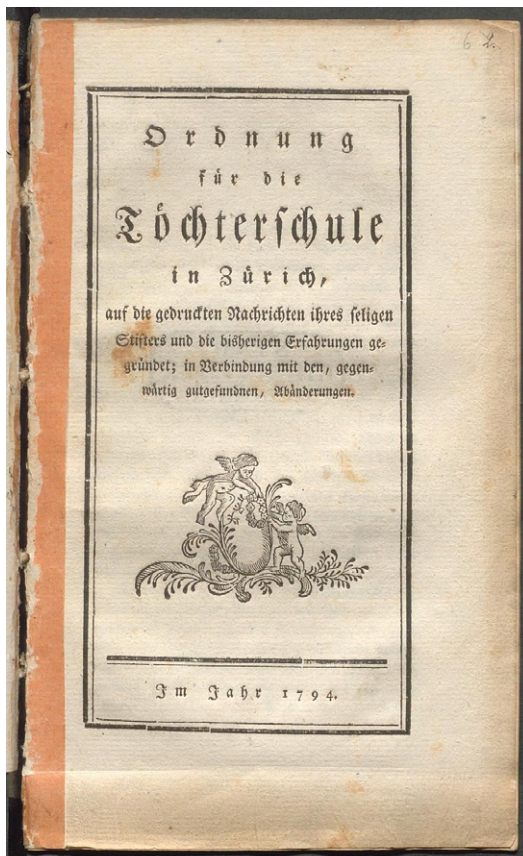 Ordnung
für die
Töchterschule
in Zürich,
auf die gedruckten Nachrichten ihres seligen
Stifters und die bisherigen Erfahrungen ge-
gründet; in Verbindung mit den, gegen-
wärtig gutgefundnen, Abänderungen.
Im Jahr 1794.